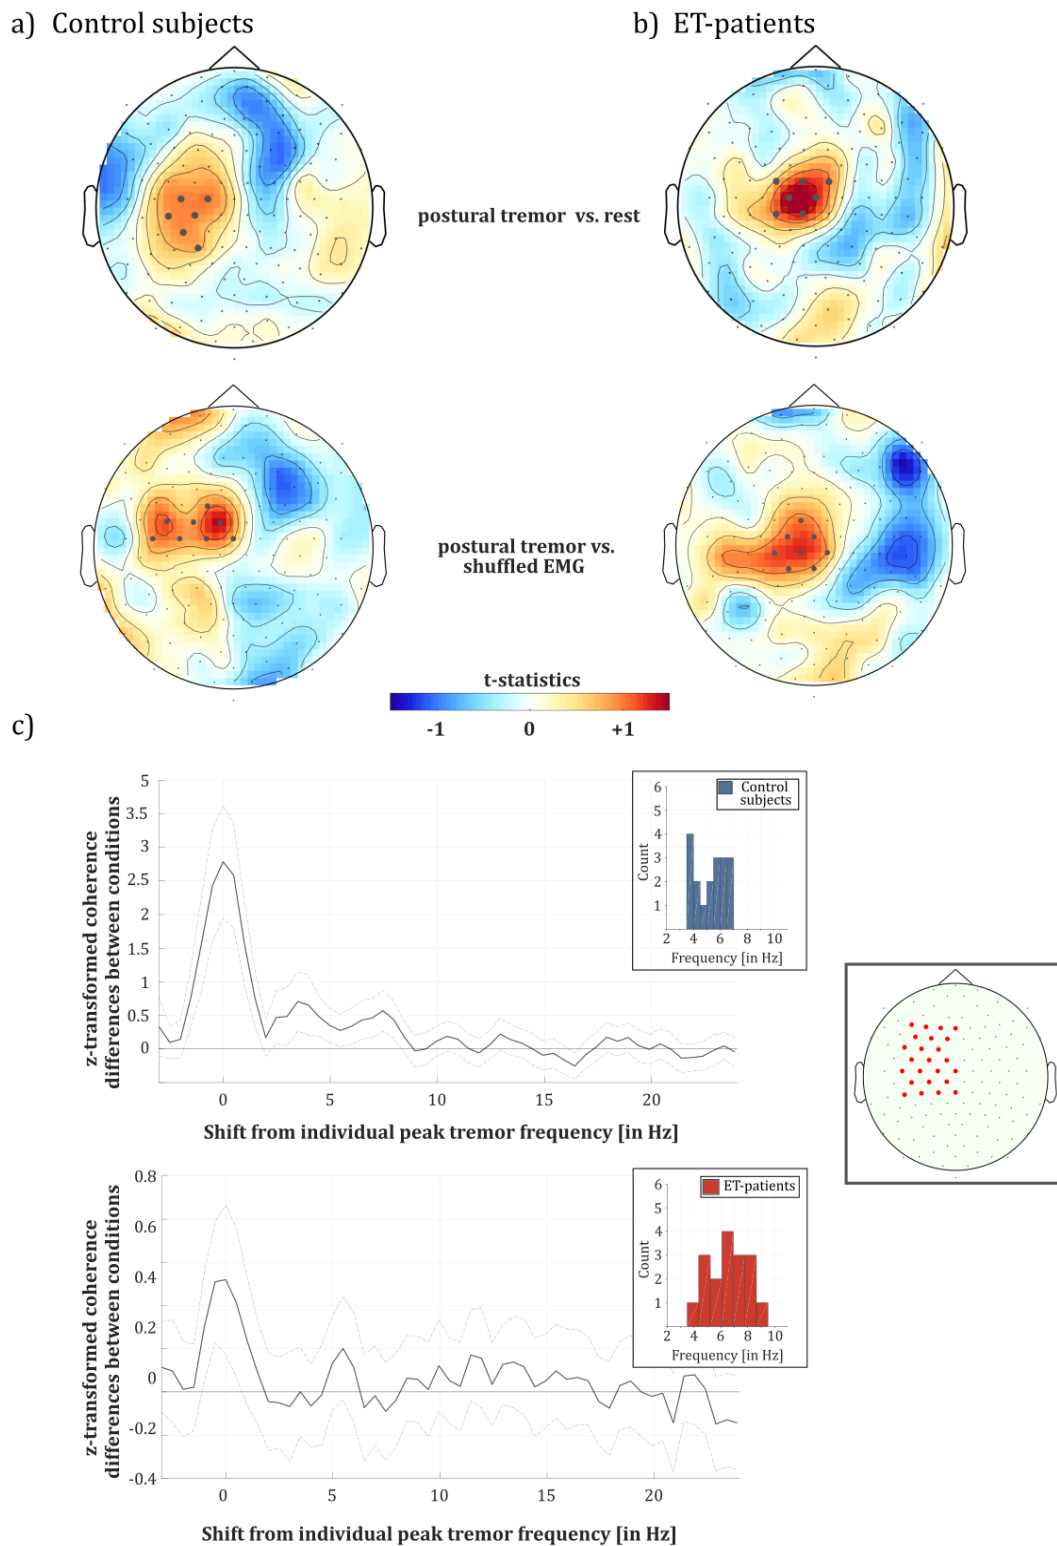 a) Control subjects
b) ET-patients
postural tremor vs. rest
postural tremor vs.
shuffled EMG
t-statistics
-1 0 +1
c)
z-transformed coherence
differences between conditions
5
3.5
3
2.5
2
1.5
1
0.5
0
0 5 10 15 20
Shift from individual peak tremor frequency [in Hz]
Control
subjects
Count
6
5
4
3
2
1
2 4 6 8 10
Frequency [in Hz]
z-transformed coherence
differences between conditions
0.8
0.6
0.4
0.2
0
-0.2
-0.4
0 5 10 15 20
Shift from individual peak tremor frequency [in Hz]
ET-patients
Count
6
5
4
3
2
1
2 4 6 8 10
Frequency [in Hz]